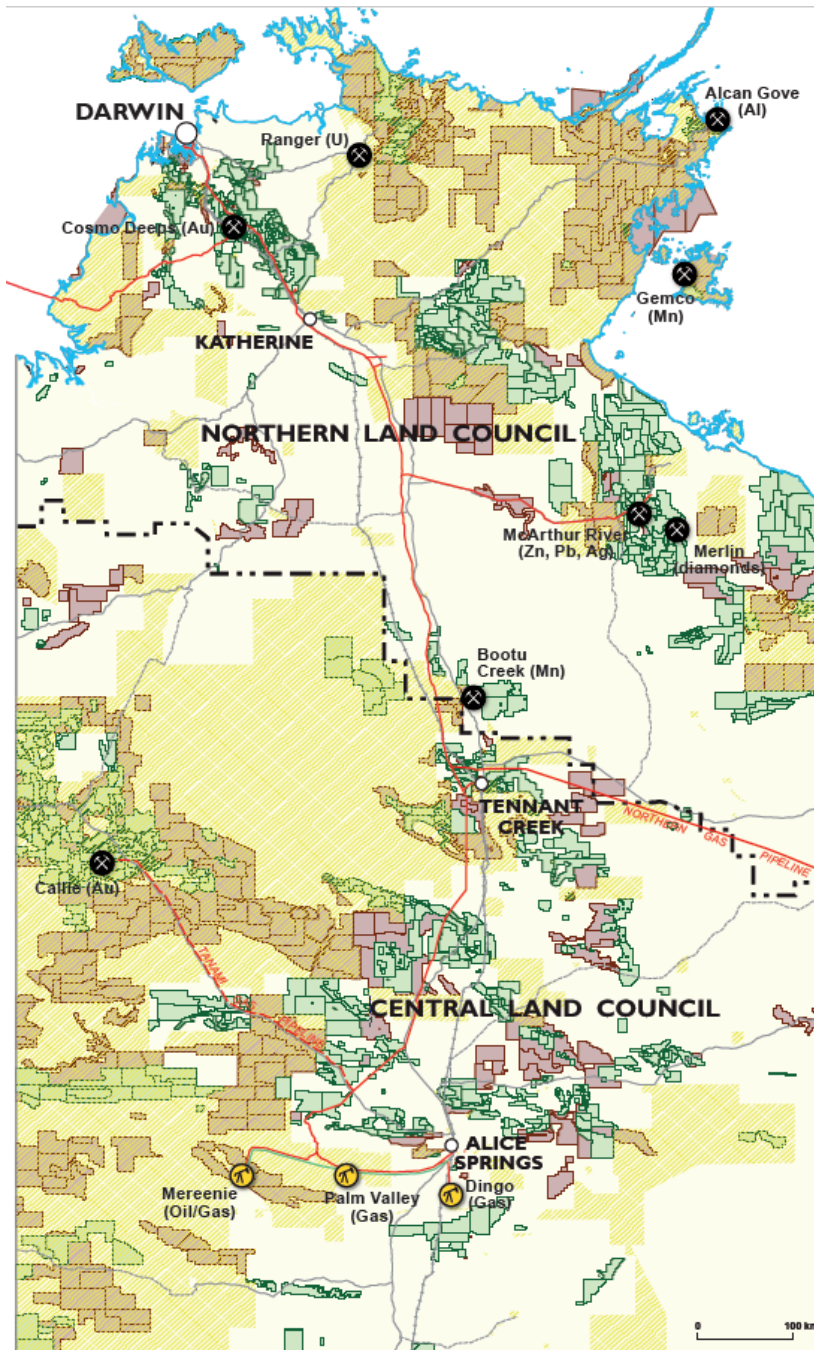 Alcan Gove
(Al)
DARWIN
Ranger (U)
Cosmo Deeps (Au)
Gemco
(Mn)
KATHERINE
NORTHERN LAND COUNCIL
McArthur River
(Zn, Pb, Ag)
Merlin
(diamonds)
Bootu
Creek (Mn)
TENNANT
CREEK
NORTHERN GAS PIPELINE
Callie (Au)
TANAMI
CENTRAL LAND COUNCIL
ALICE
SPRINGS
Mereenie
(Oil/Gas)
Palm Valley
(Gas)
Dingo
(Gas)
0 100 km